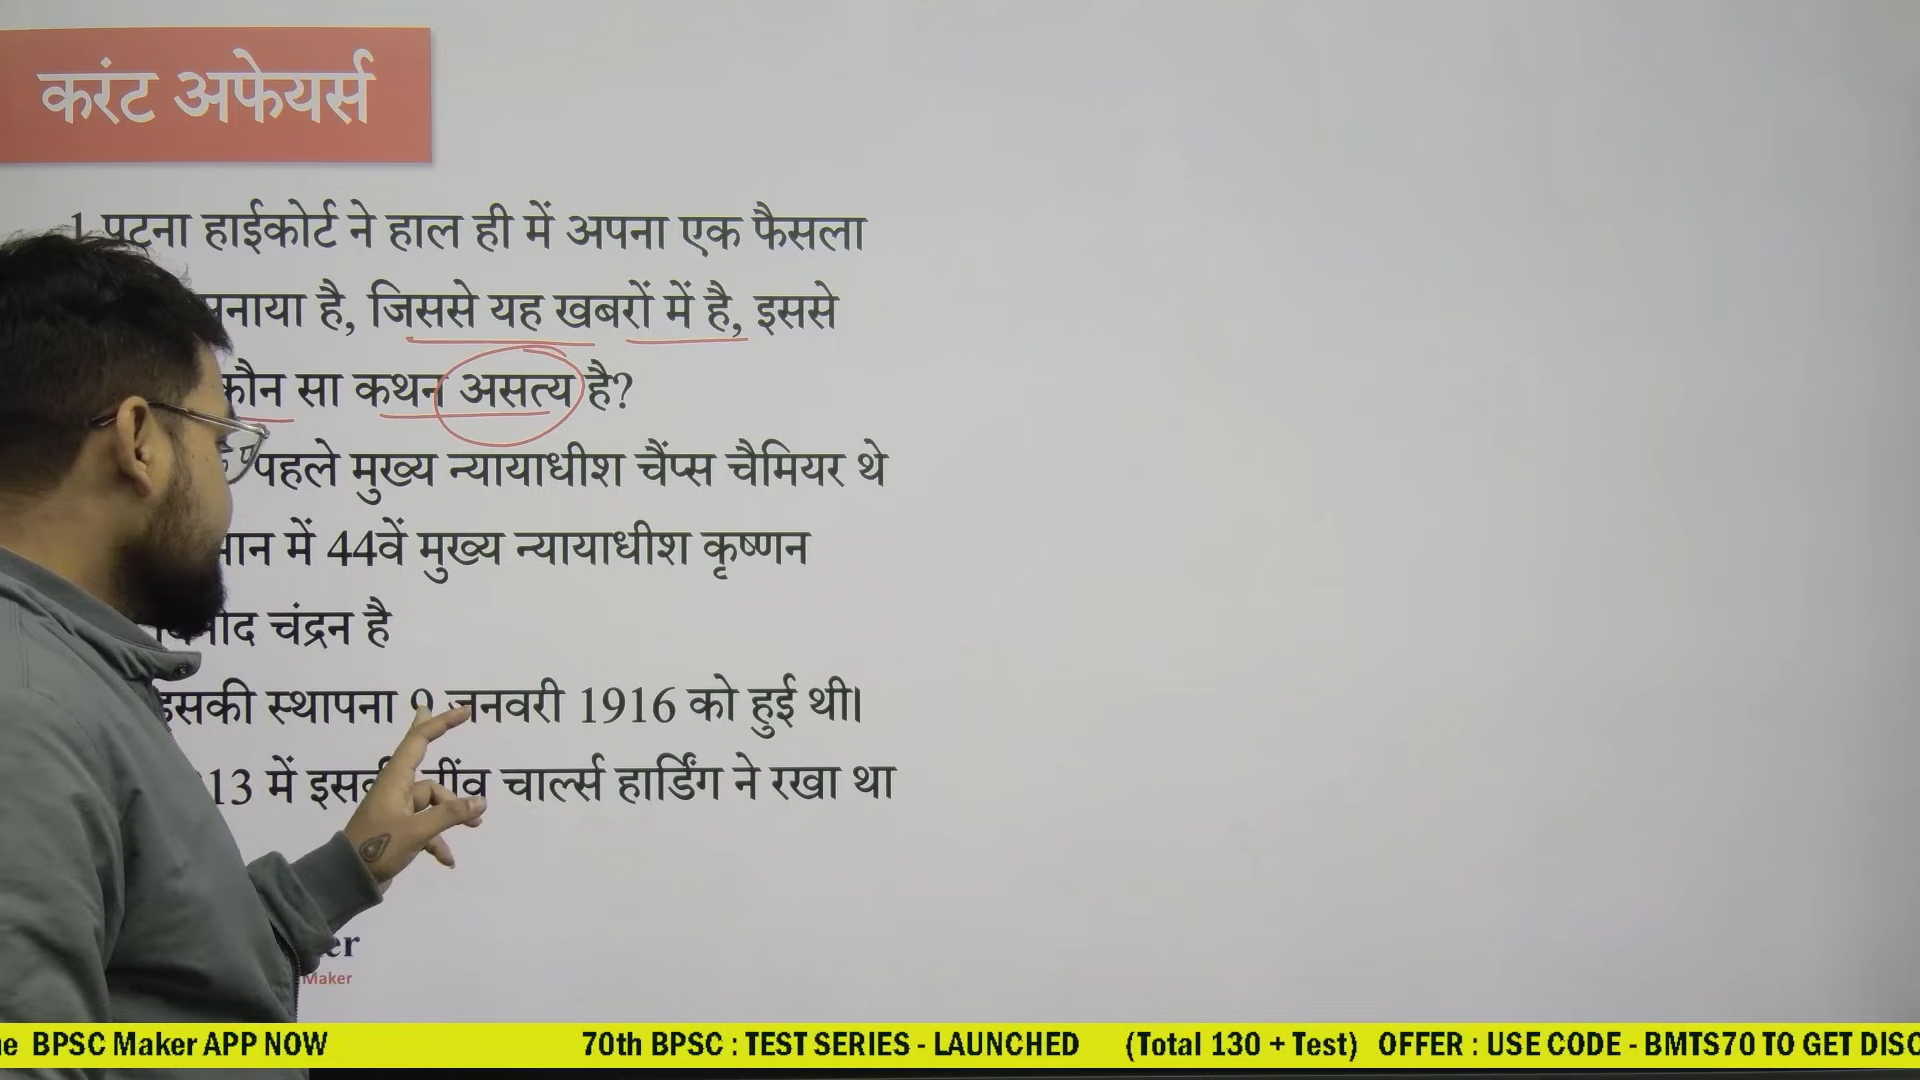 करंट अफेयर्स
1. पटना हाईकोर्ट ने हाल ही में अपना एक फैसला
है, जिससे यह खबरों में है, इससे
कौन सा कथन असत्य है?
पहले मुख्य न्यायाधीश चैंप्स चैमियर थे
में 44वें मुख्य न्यायाधीश कृष्णन
चंद्रन है
इसकी स्थापना 9 जनवरी 1916 को हुई थी।
13 में चार्ल्स हार्डिंग ने रखा था
Maker
BPSC Maker APP NOW 70th BPSC : TEST SERIES - LAUNCHED (Total 130 + Test) OFFER : USE CODE - BMTS70 TO GET DISC